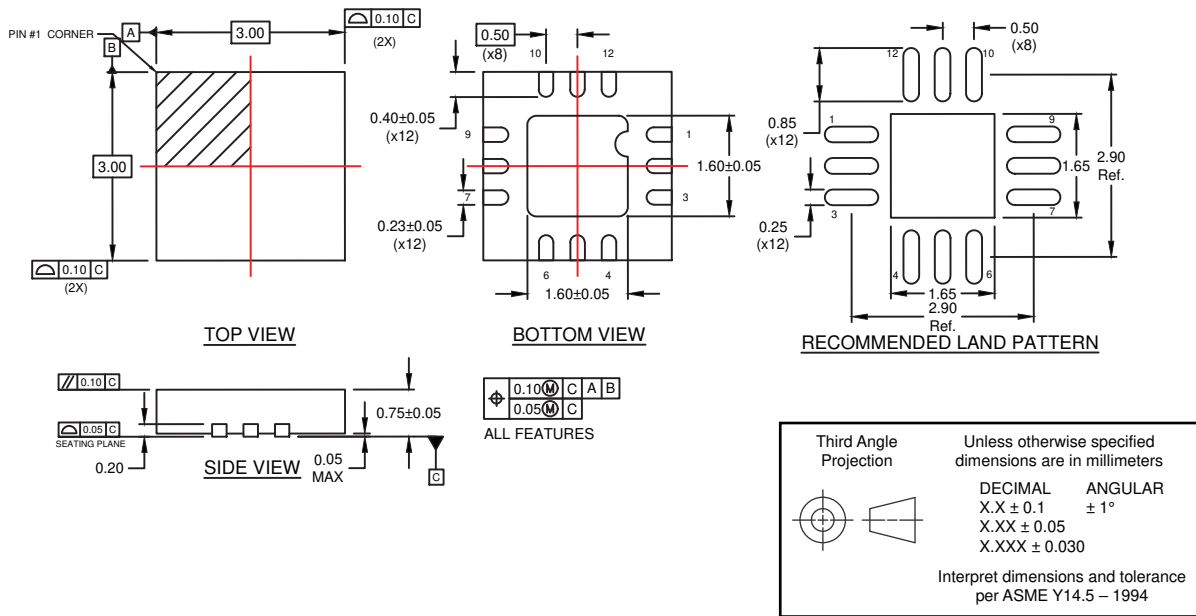 PIN #1 CORNER
A
B
3.00
⌓ 0.10 C
(2X)
3.00
⌓ 0.10 C
(2X)
TOP VIEW
0.50
(x8)
10
12
0.40±0.05
(x12)
9
1
1.60±0.05
7
3
0.23±0.05
(x12)
6
4
1.60±0.05
BOTTOM VIEW
0.50
(x8)
12
10
0.85
(x12)
1
9
1.65
2.90
Ref.
0.25
(x12)
3
7
4
6
1.65
2.90
Ref.
RECOMMENDED LAND PATTERN
// 0.10 C
⌓ 0.05 C
SEATING PLANE
0.20
SIDE VIEW
0.75±0.05
0.05
MAX
C
⌖ 0.10 Ⓜ C A B
0.05 Ⓜ C
ALL FEATURES
Third Angle
Projection
Unless otherwise specified
dimensions are in millimeters
DECIMAL ANGULAR
X.X ± 0.1 ± 1°
X.XX ± 0.05
X.XXX ± 0.030
Interpret dimensions and tolerance
per ASME Y14.5 – 1994